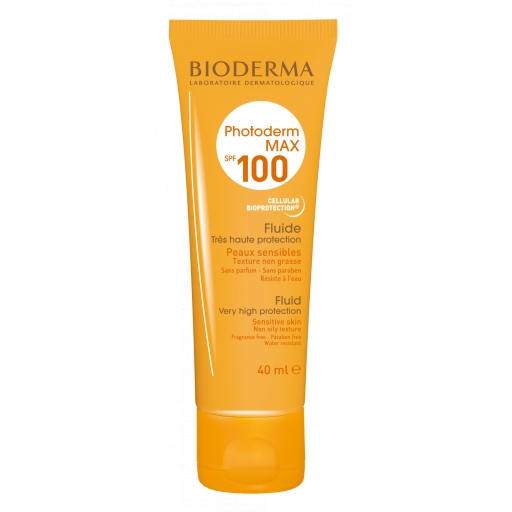 BIODERMA
LABORATOIRE DERMATOLOGIQUE
Photoderm
MAX
SPF 100
CELLULAR
BIOPROTECTION®
Fluide
Très haute protection
Peaux sensibles
Texture non grasse
Sans parfum - Sans paraben
Résiste à l'eau
Fluid
Very high protection
Sensitive skin
Non oily texture
Fragrance free - Paraben free
Water resistant
40 ml e